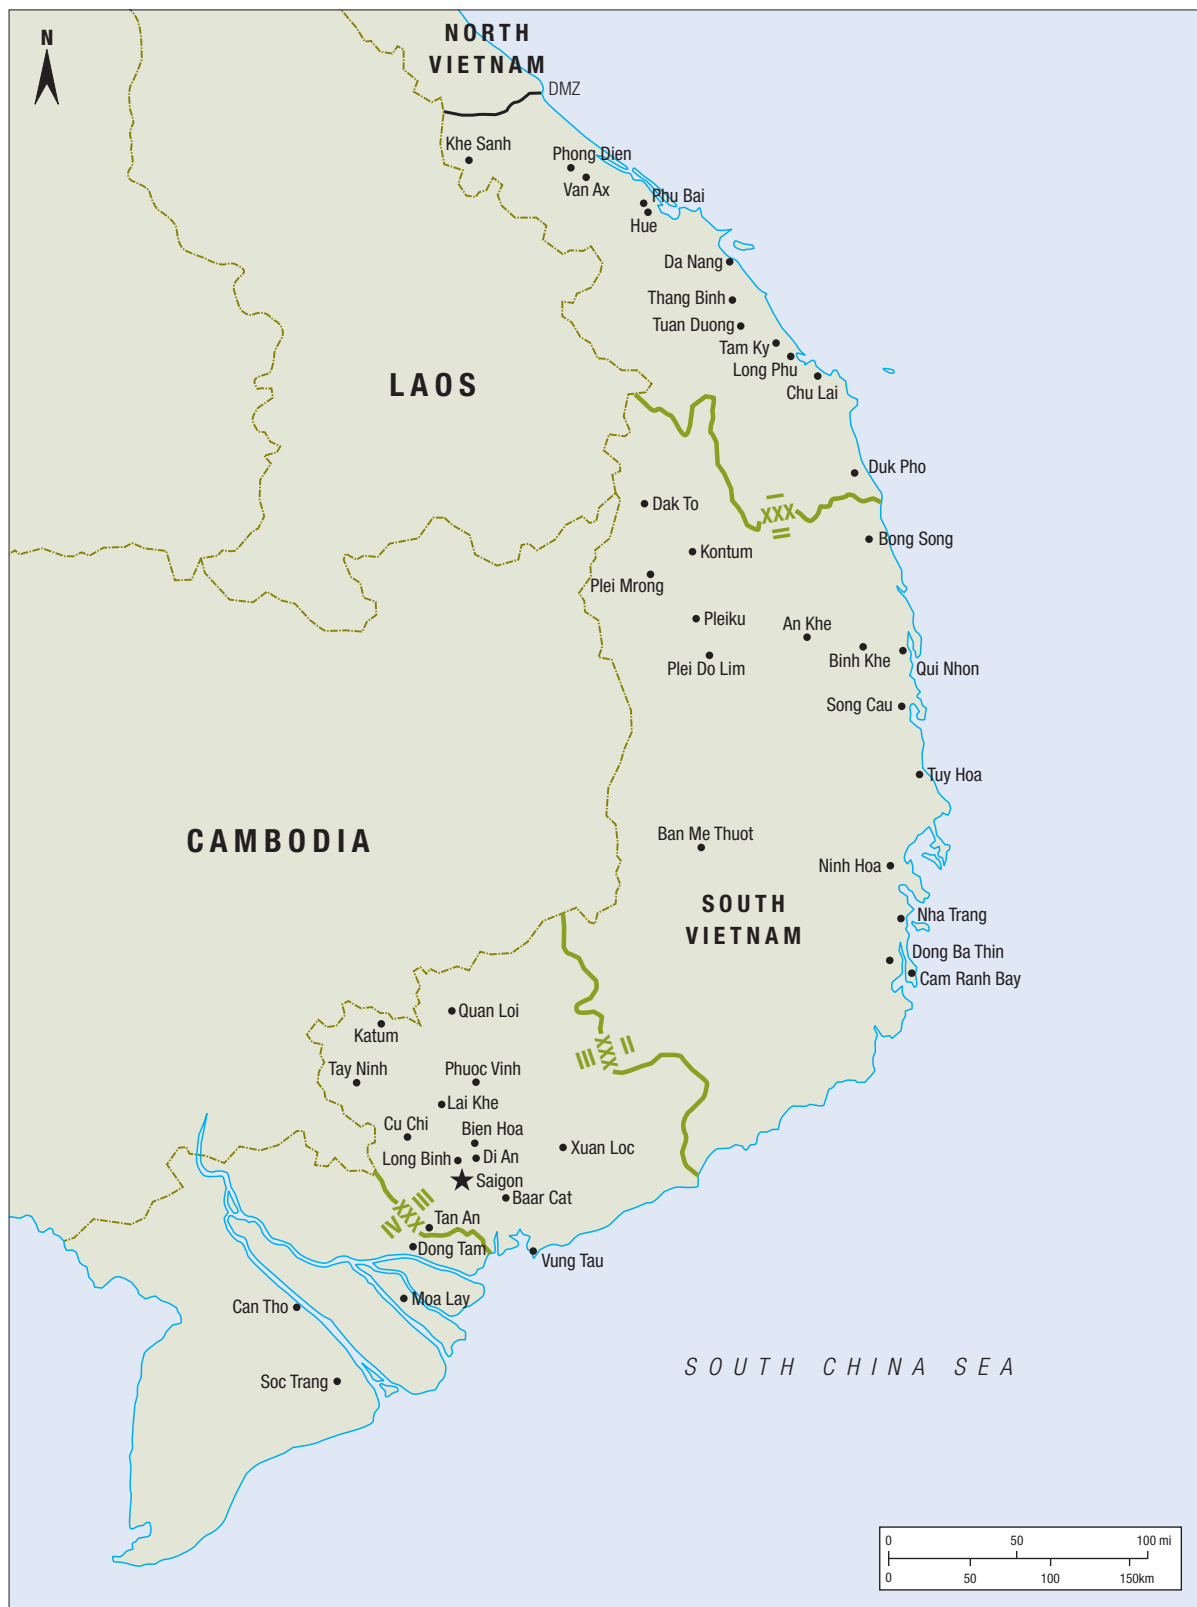 N
NORTH
VIETNAM
DMZ
Khe Sanh
Phong Dien
Van Ax
Phu Bai
Hue
Da Nang
Thang Binh
Tuan Duong
Tam Ky
Long Phu
Chu Lai
LAOS
Duk Pho
Dak To
I
XXX
II
Bong Song
Kontum
Plei Mrong
Pleiku
An Khe
Binh Khe
Qui Nhon
Plei Do Lim
Song Cau
Tuy Hoa
CAMBODIA
Ban Me Thuot
Ninh Hoa
SOUTH
VIETNAM
Nha Trang
Dong Ba Thin
Cam Ranh Bay
Quan Loi
Katum
III
XXX
II
Tay Ninh
Phuoc Vinh
Lai Khe
Cu Chi
Bien Hoa
Xuan Loc
Long Binh
Di An
Saigon
Baar Cat
III
XXX
IV
Tan An
Dong Tam
Vung Tau
Moa Lay
Can Tho
SOUTH CHINA SEA
Soc Trang
0 50 100 mi
0 50 100 150km